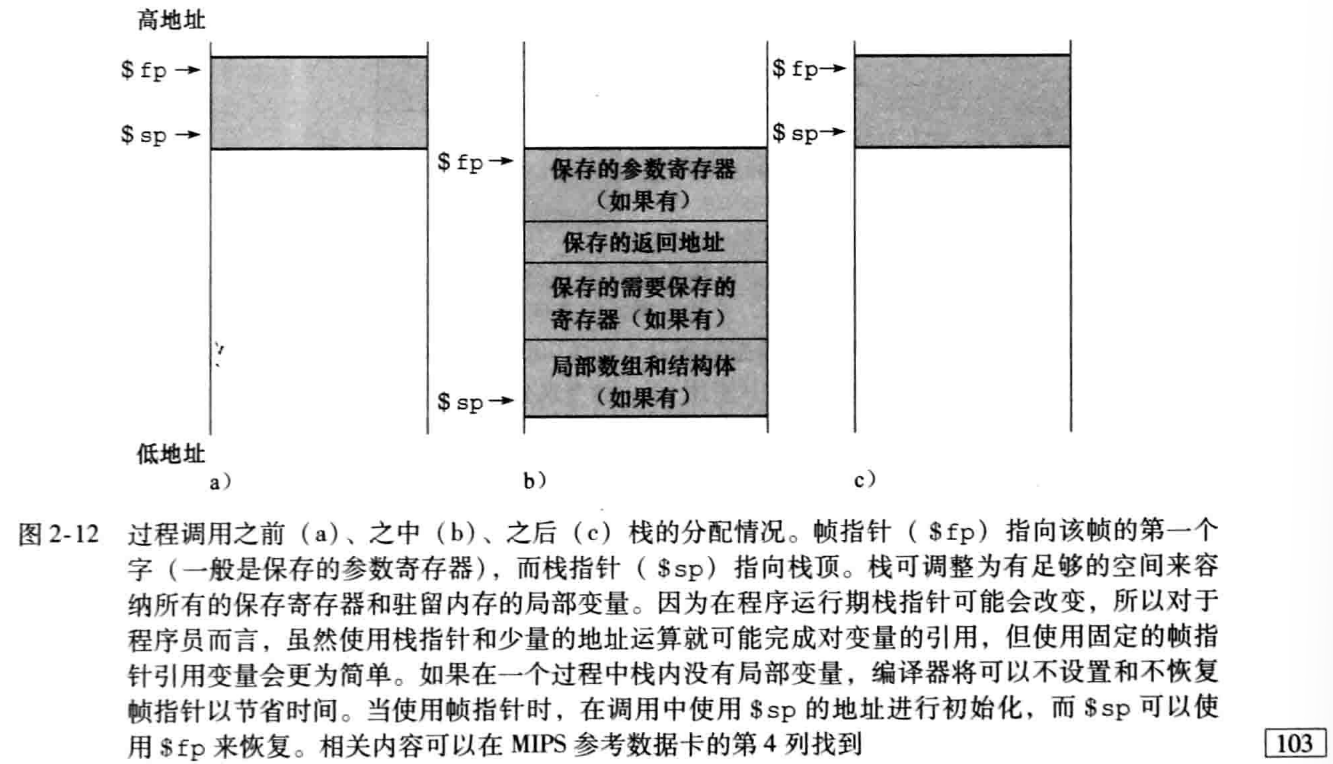 高地址
$fp
$sp
$fp
保存的参数寄存器
（如果有）
保存的返回地址
保存的需要保存的
寄存器（如果有）
局部数组和结构体
（如果有）
$sp
$fp
$sp
低地址
a）
b）
c）
图 2-12 过程调用之前（a）、之中（b）、之后（c）栈的分配情况。帧指针（$fp）指向该帧的第一个
字（一般是保存的参数寄存器），而栈指针（$sp）指向栈顶。栈可调整为有足够的空间来容
纳所有的保存寄存器和驻留内存的局部变量。因为在程序运行期栈指针可能会改变，所以对于
程序员而言，虽然使用栈指针和少量的地址运算就可能完成对变量的引用，但使用固定的帧指
针引用变量会更为简单。如果在一个过程中栈内没有局部变量，编译器将可以不设置和不恢复
帧指针以节省时间。当使用帧指针时，在调用中使用 $sp 的地址进行初始化，而 $sp 可以使
用 $fp 来恢复。相关内容可以在 MIPS 参考数据卡的第 4 列找到
103